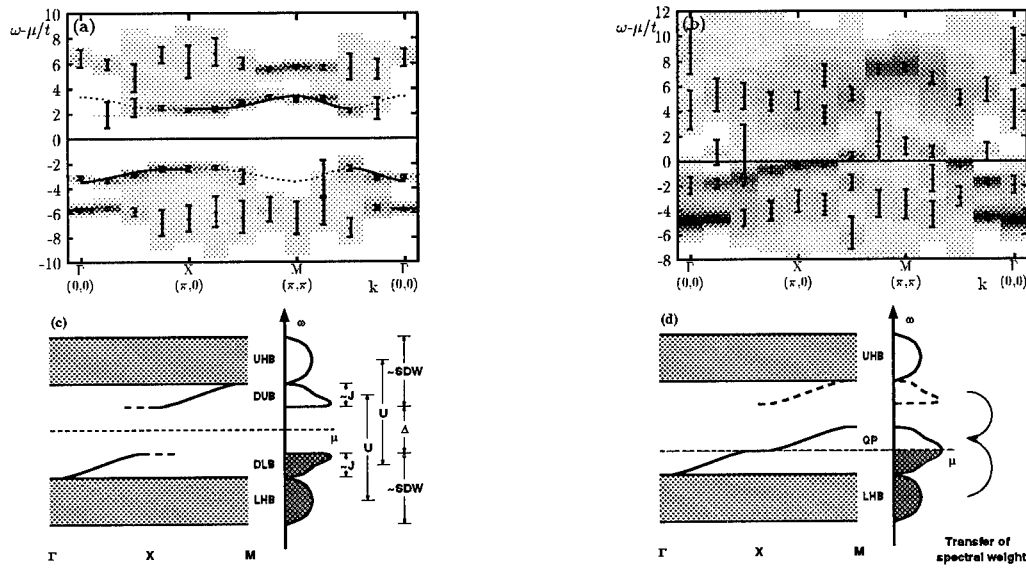 (a)
ω-μ/t
10
8
6
4
2
0
-2
-4
-6
-8
-10
Γ
(0,0)
X
(π,0)
M
(π,π)
k
Γ
(0,0)
(b)
ω-μ/t
12
10
8
6
4
2
0
-2
-4
-6
-8
Γ
(0,0)
X
(π,0)
M
(π,π)
k
Γ
(0,0)
(c)
ω
UHB
DUB
μ
DLB
LHB
~J
~J
U
U
~SDW
Δ
~SDW
Γ
X
M
(d)
ω
UHB
QP
μ
LHB
Γ
X
M
Transfer of
spectral weight